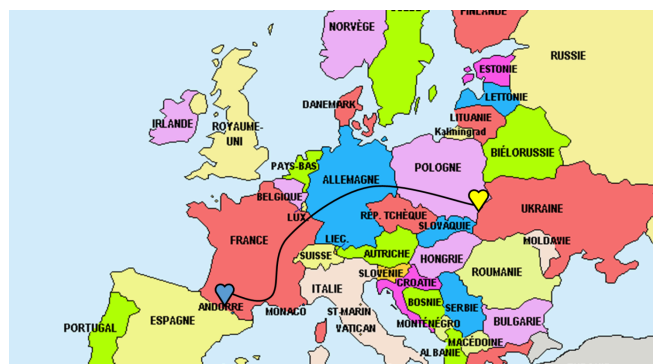 FINLANDE
NORVÈGE
RUSSIE
ESTONIE
LETTONIE
DANEMARK
LITUANIE
IRLANDE
ROYAUME-
UNI
Kaliningrad
BIÉLORUSSIE
PAYS-BAS
POLOGNE
ALLEMAGNE
BELGIQUE
UKRAINE
LUX.
RÉP. TCHÈQUE
SLOVAQUIE
FRANCE
LIEC.
MOLDAVIE
SUISSE
AUTRICHE
HONGRIE
SLOVÉNIE
ROUMANIE
CROATIE
ITALIE
ANDORRE
MONACO
ST-MARIN
BOSNIE
SERBIE
ESPAGNE
PORTUGAL
VATICAN
MONTÉNÉGRO
BULGARIE
MACÉDOINE
ALBANIE